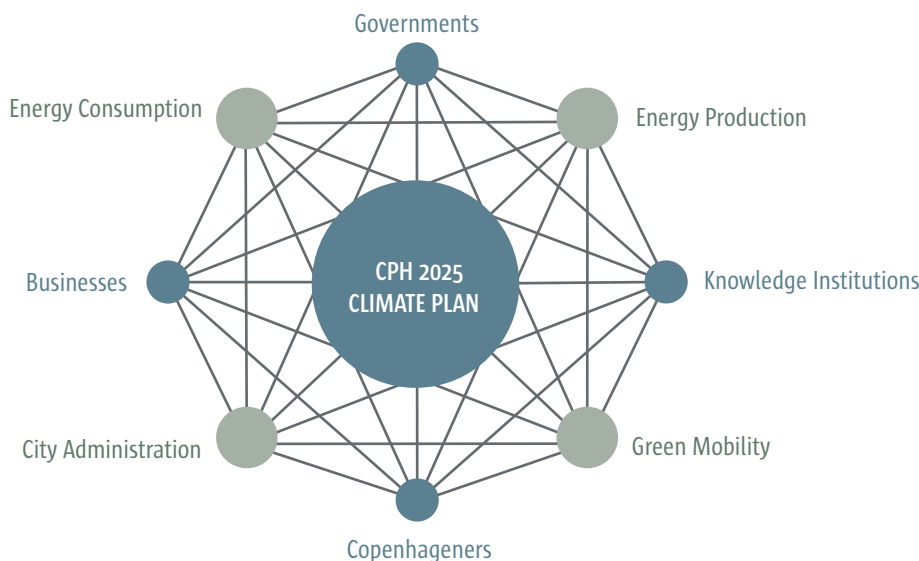 Governments
Energy Consumption
Energy Production
Businesses
CPH 2025
CLIMATE PLAN
Knowledge Institutions
City Administration
Green Mobility
Copenhageners